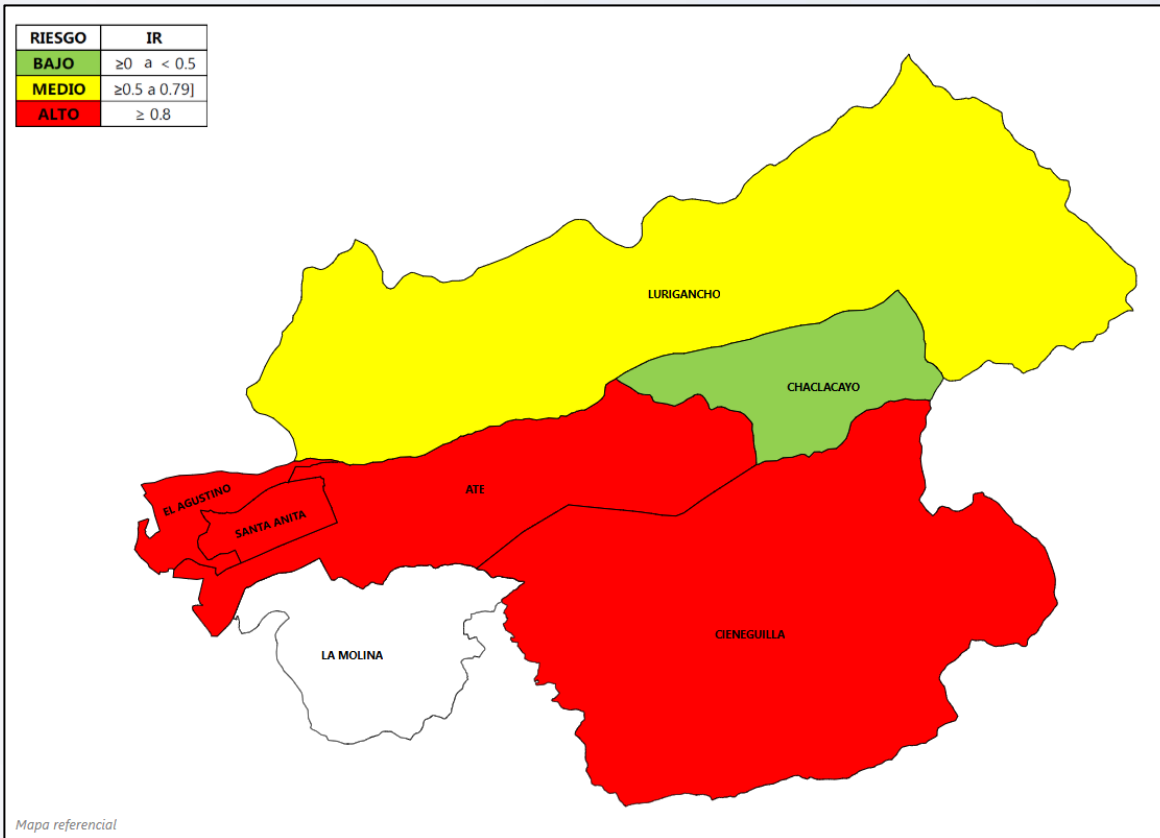 RIESGO IR
BAJO ≥0 a < 0.5
MEDIO ≥0.5 a 0.79]
ALTO ≥ 0.8
LURIGANCHO
CHACLACAYO
ATE
EL AGUSTINO
SANTA ANITA
CIENEGUILLA
LA MOLINA
Mapa referencial